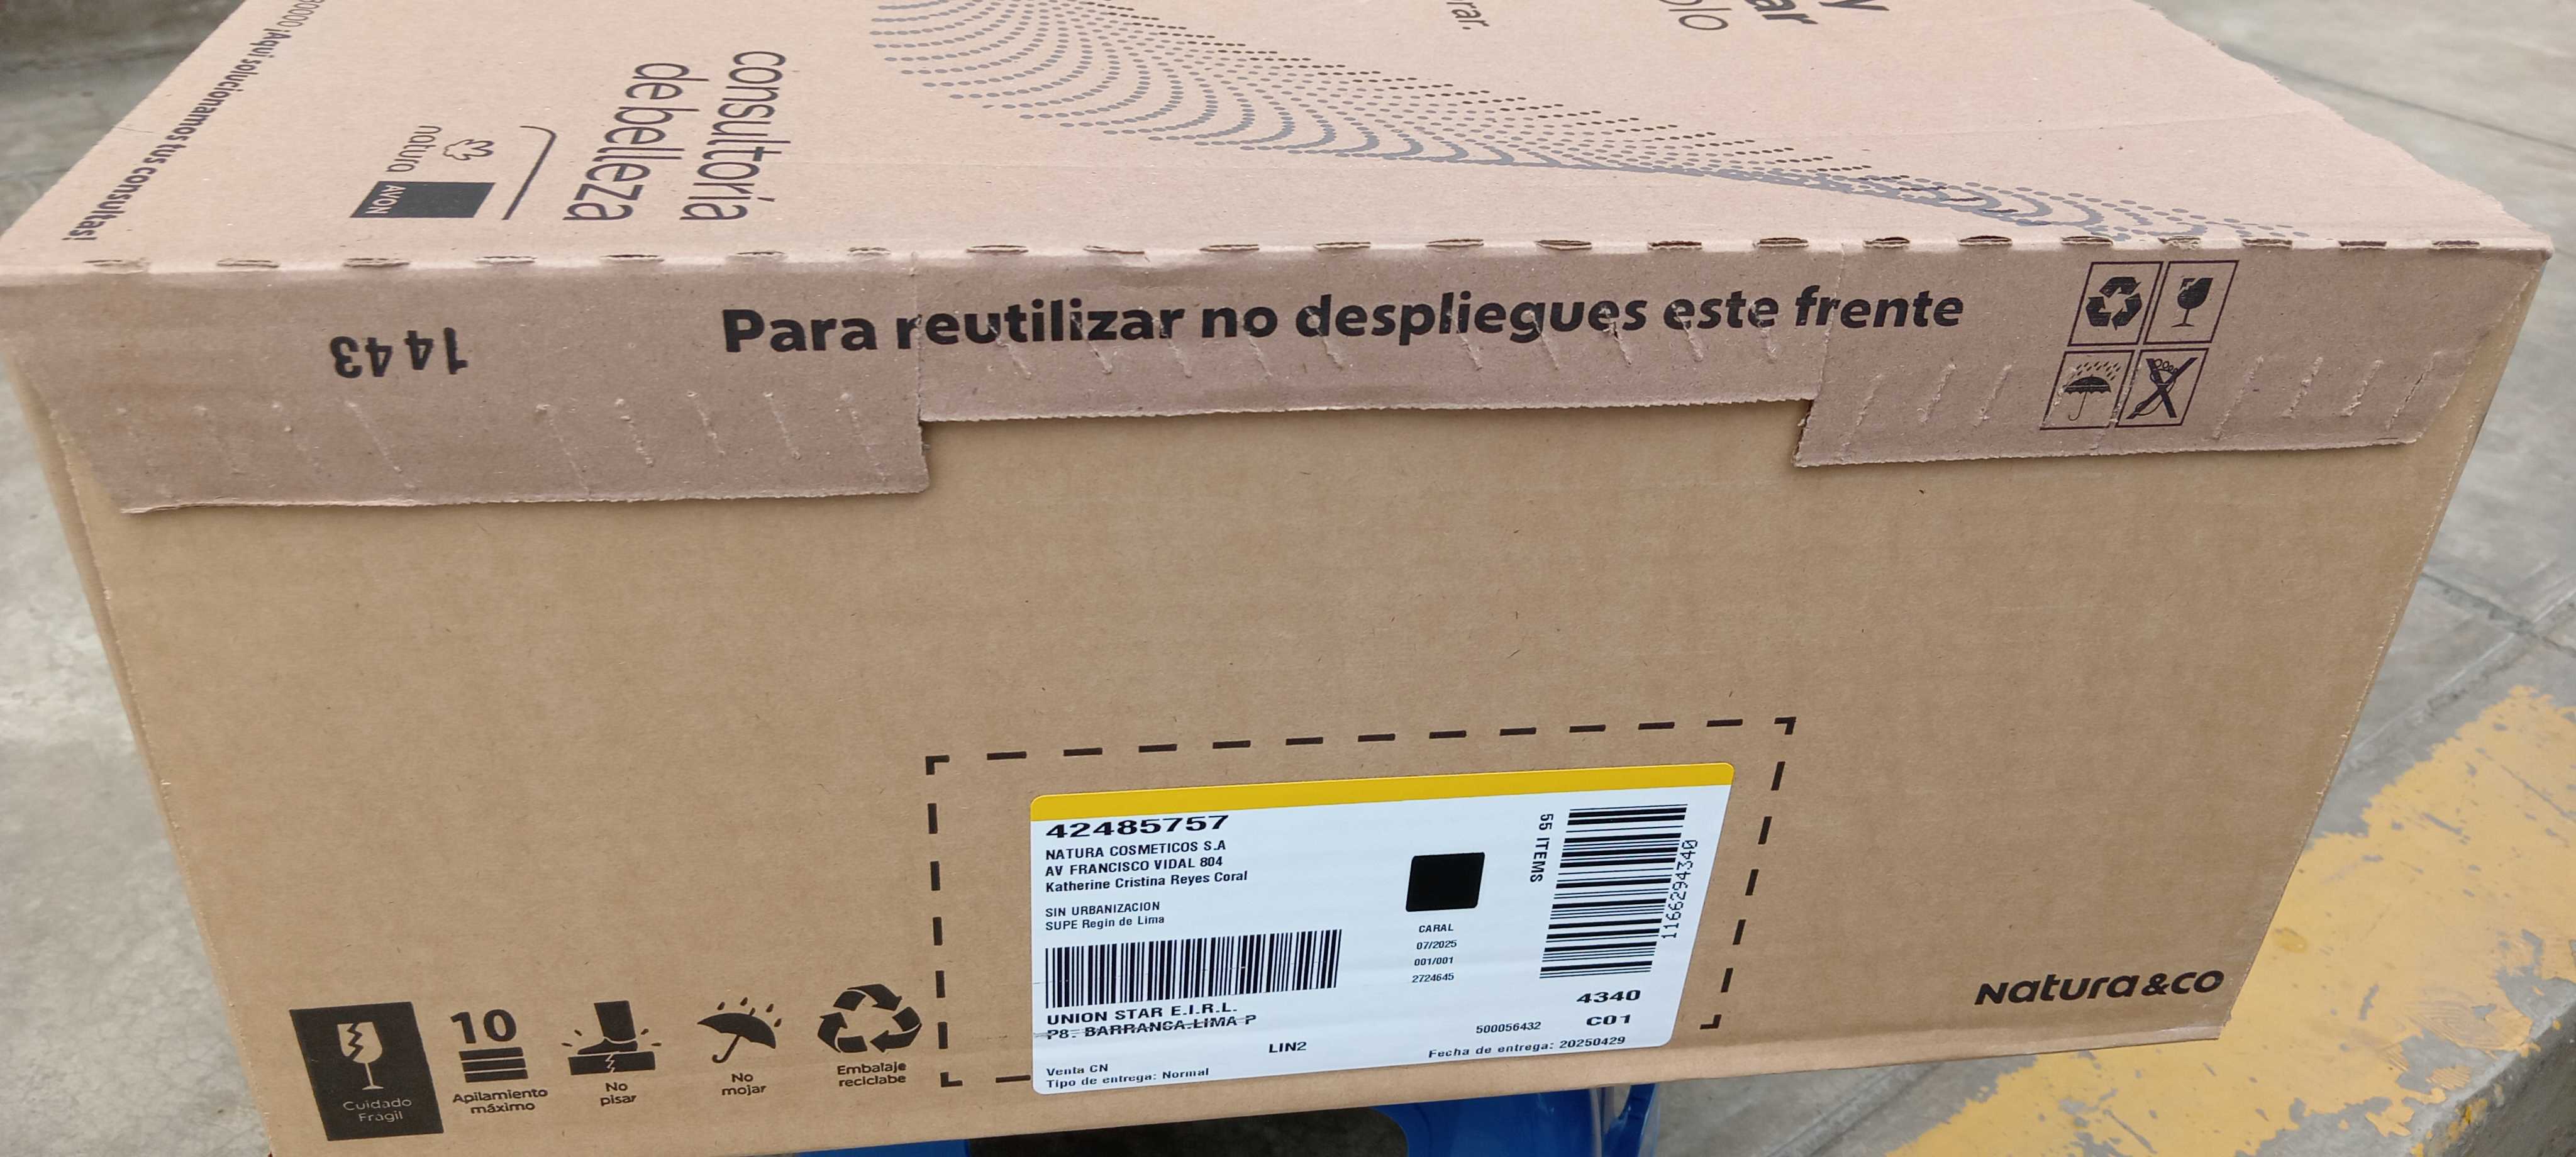 ¡Aquí solucionamos tus consultas!
natura
AVON
consultoria
de belleza
1443
Para reutilizar no despliegues este frente
42485757
NATURA COSMETICOS S.A
AV FRANCISCO VIDAL 804
Katherine Cristina Reyes Coral
SIN URBANIZACION
SUPE Regin de Lima
UNION STAR E.I.R.L.
P8: BARRANCA.LIMA P
LIN2
Venta CN
Tipo de entrega: Normal
CARAL
07/2025
001/001
2724645
55 ITEMS
1166294340
4340
500056432 C01
Fecha de entrega: 20250429
Cuidado
Frágil
10
Apilamiento
máximo
No
pisar
No
mojar
Embalaje
reciclabe
Natura &CO